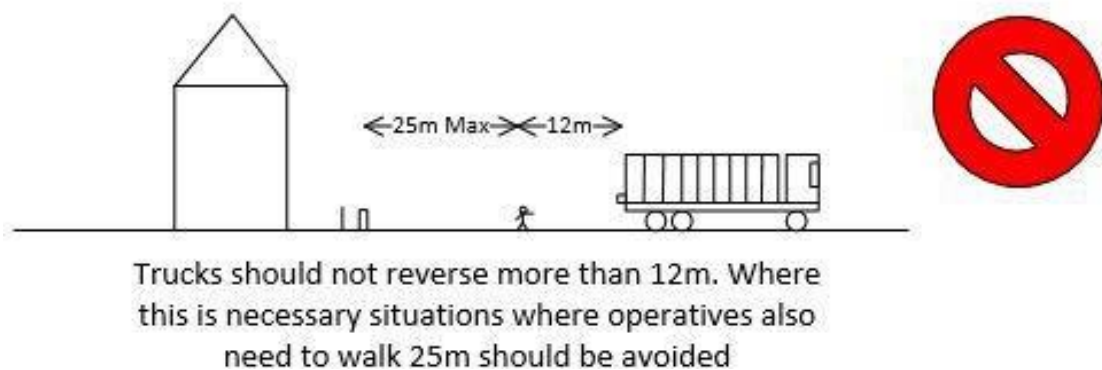 25m Max 12m
Trucks should not reverse more than 12m. Where
this is necessary situations where operatives also
need to walk 25m should be avoided